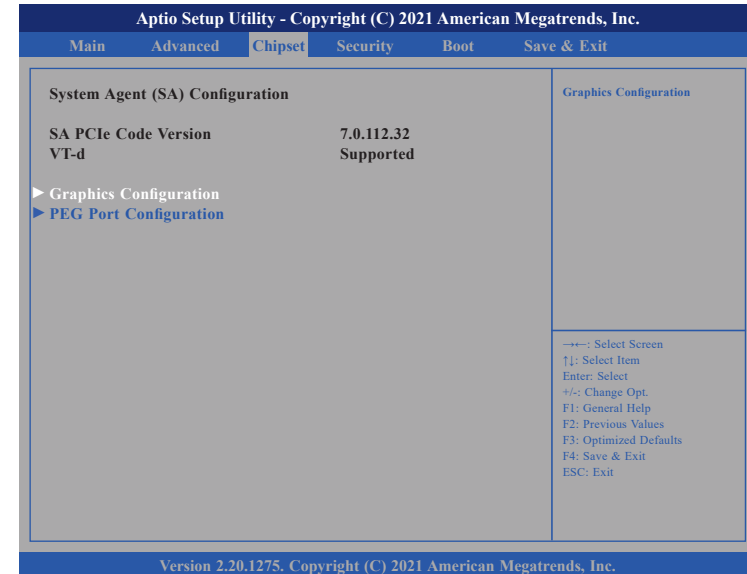 Aptio Setup Utility - Copyright (C) 2021 American Megatrends, Inc.
Main Advanced Chipset Security Boot Save & Exit
System Agent (SA) Configuration
SA PCIe Code Version 7.0.112.32
VT-d Supported
▶ Graphics Configuration
▶ PEG Port Configuration
Graphics Configuration
→←: Select Screen
↑↓: Select Item
Enter: Select
+/-: Change Opt.
F1: General Help
F2: Previous Values
F3: Optimized Defaults
F4: Save & Exit
ESC: Exit
Version 2.20.1275. Copyright (C) 2021 American Megatrends, Inc.